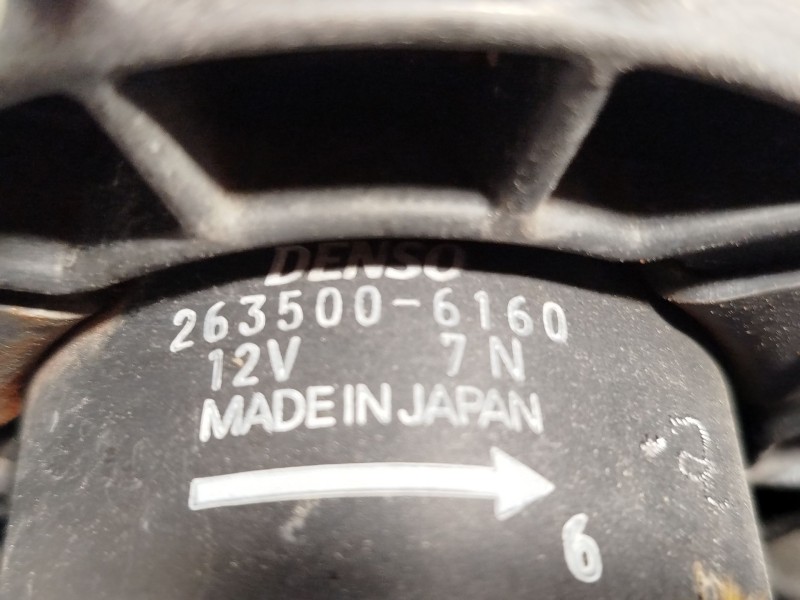 DENSO
263500-6160
12V 7N
MADE IN JAPAN
6